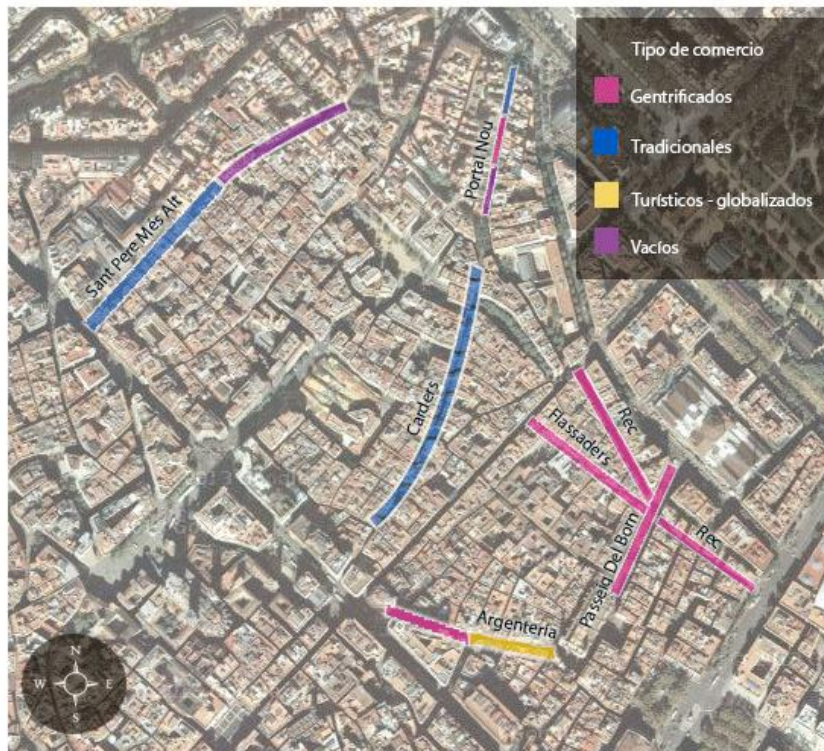 Tipo de comercio
Gentrificados
Tradicionales
Turísticos - globalizados
Vacíos
Portal Nou
Sant Pere Més Alt
Carders
Rec
Flassaders
Passeig Del Born
Rec
Argentería
N
W E
S